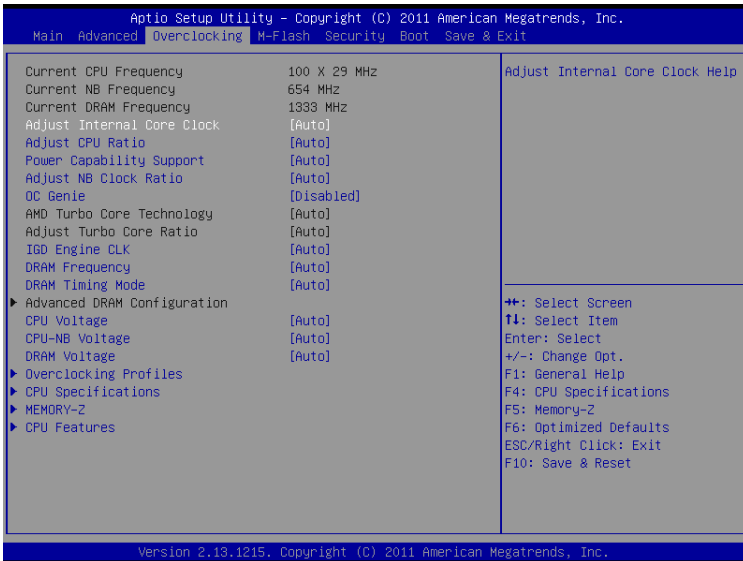 Aptio Setup Utility – Copyright (C) 2011 American Megatrends, Inc.
Main Advanced Overclocking M-Flash Security Boot Save & Exit
Current CPU Frequency 100 X 29 MHz
Current NB Frequency 654 MHz
Current DRAM Frequency 1333 MHz
Adjust Internal Core Clock [Auto]
Adjust CPU Ratio [Auto]
Power Capability Support [Auto]
Adjust NB Clock Ratio [Auto]
OC Genie [Disabled]
AMD Turbo Core Technology [Auto]
Adjust Turbo Core Ratio [Auto]
IGD Engine CLK [Auto]
DRAM Frequency [Auto]
DRAM Timing Mode [Auto]
Advanced DRAM Configuration
CPU Voltage [Auto]
CPU-NB Voltage [Auto]
DRAM Voltage [Auto]
Overclocking Profiles
CPU Specifications
MEMORY-Z
CPU Features
Adjust Internal Core Clock Help
→←: Select Screen
↑↓: Select Item
Enter: Select
+/-: Change Opt.
F1: General Help
F4: CPU Specifications
F5: Memory-Z
F6: Optimized Defaults
ESC/Right Click: Exit
F10: Save & Reset
Version 2.13.1215. Copyright (C) 2011 American Megatrends, Inc.